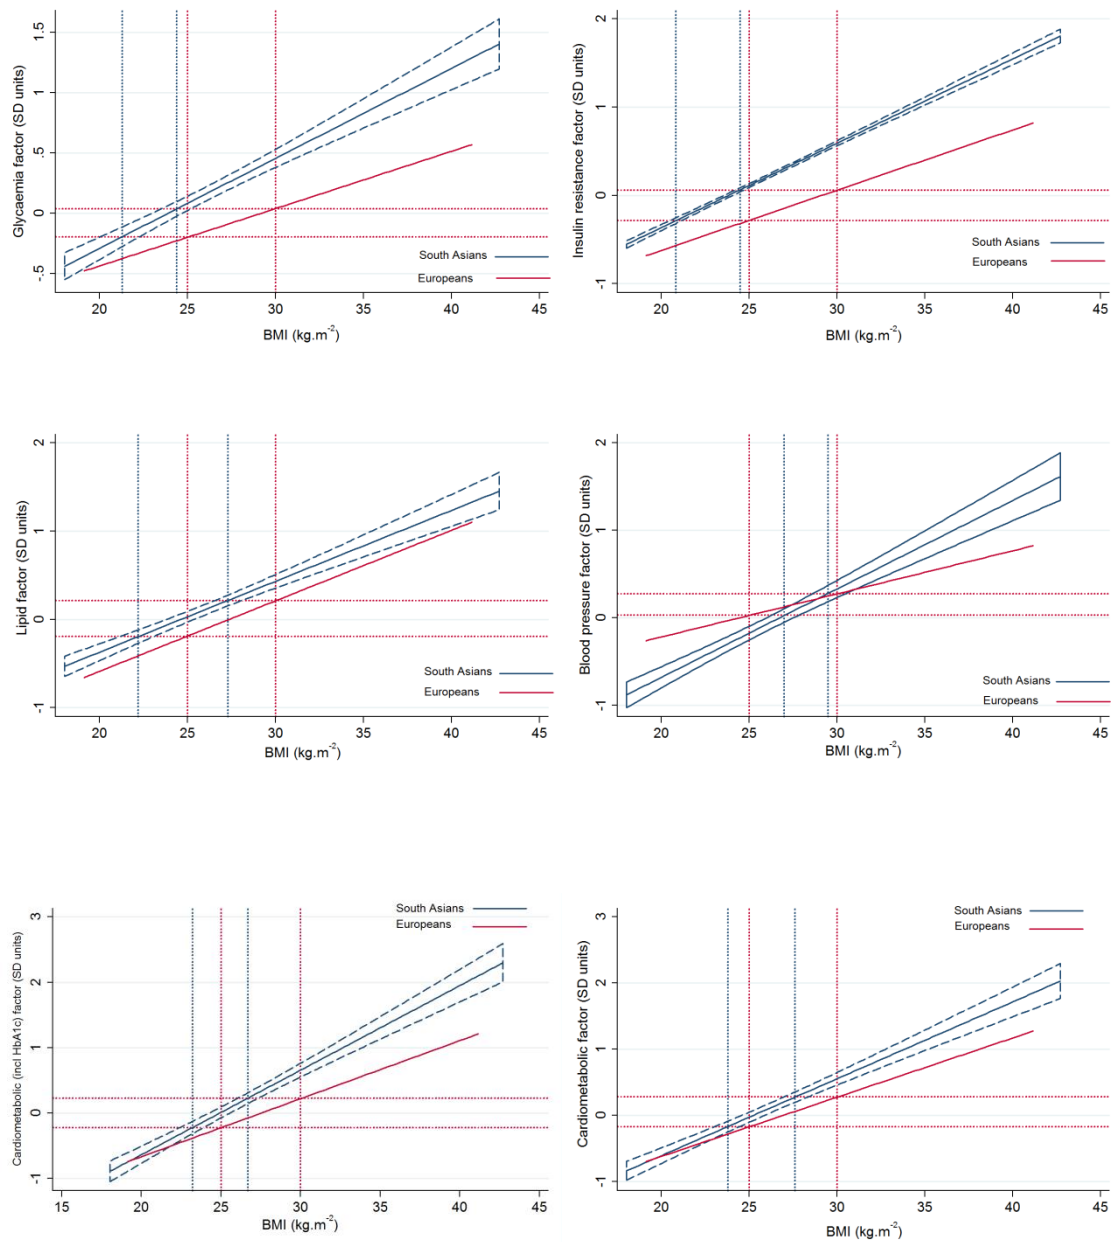 Glycaemia factor (SD units)
1.5
1
.5
0
-.5
South Asians
Europeans
20 25 30 35 40 45
BMI (kg.m-2)
Insulin resistance factor (SD units)
2
1
0
-1
South Asians
Europeans
20 25 30 35 40 45
BMI (kg.m-2)
Lipid factor (SD units)
2
1
0
-1
South Asians
Europeans
20 25 30 35 40 45
BMI (kg.m-2)
Blood pressure factor (SD units)
2
1
0
-1
South Asians
Europeans
20 25 30 35 40 45
BMI (kg.m-2)
Cardiometabolic (incl HbA1c) factor (SD units)
3
2
1
0
-1
South Asians
Europeans
15 20 25 30 35 40 45
BMI (kg.m-2)
Cardiometabolic factor (SD units)
3
2
1
0
-1
South Asians
Europeans
20 25 30 35 40 45
BMI (kg.m-2)